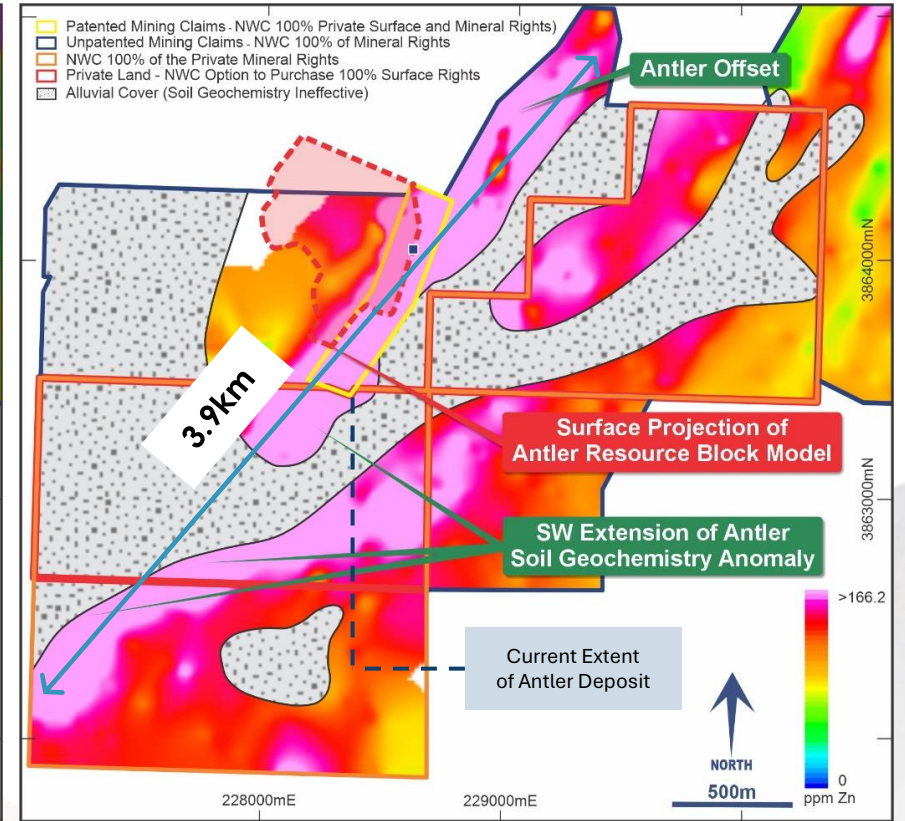 Patented Mining Claims - NWC 100% Private Surface and Mineral Rights)
Unpatented Mining Claims - NWC 100% of Mineral Rights
NWC 100% of the Private Mineral Rights
Private Land - NWC Option to Purchase 100% Surface Rights
Alluvial Cover (Soil Geochemistry Ineffective)
Antler Offset
3864000mN
3.9km
Surface Projection of
Antler Resource Block Model
3863000mN
SW Extension of Antler
Soil Geochemistry Anomaly
>166.2
Current Extent
of Antler Deposit
NORTH
500m
0
ppm Zn
228000mE
229000mE